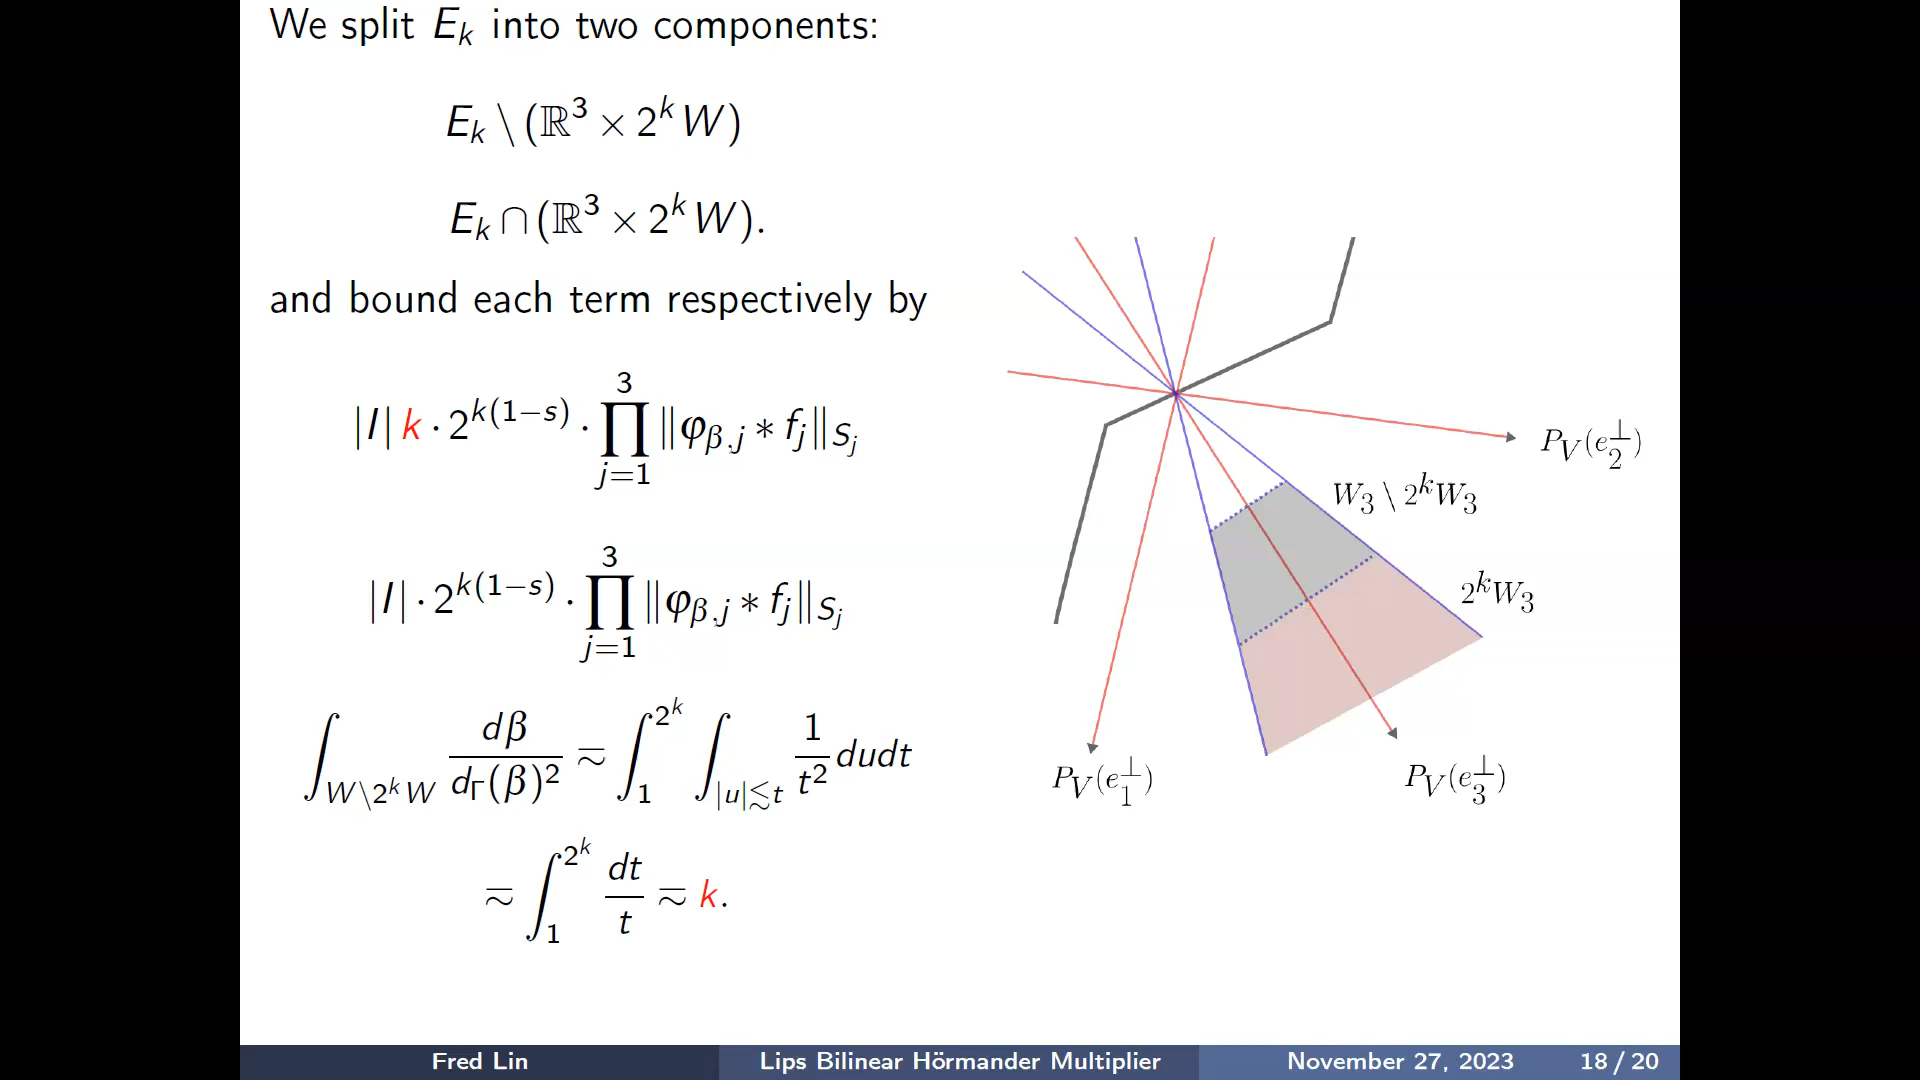 We split E_k into two components:
E_k \ (ℝ³ × 2^k W)
E_k ∩ (ℝ³ × 2^k W).
and bound each term respectively by
|I| k · 2^{k(1−s)} · ∏_{j=1}^{3} ‖φ_{β,j} ∗ f_j‖_{S_j}
|I| · 2^{k(1−s)} · ∏_{j=1}^{3} ‖φ_{β,j} ∗ f_j‖_{S_j}
∫_{W\2^k W} dβ / d_Γ(β)² ≂ ∫_1^{2^k} ∫_{|u|≲t} 1/t² dudt
≂ ∫_1^{2^k} dt/t ≂ k.
P_V(e_2^⊥)
W_3 \ 2^k W_3
2^k W_3
P_V(e_1^⊥)
P_V(e_3^⊥)
Fred Lin
Lips Bilinear Hörmander Multiplier
November 27, 2023
18 / 20